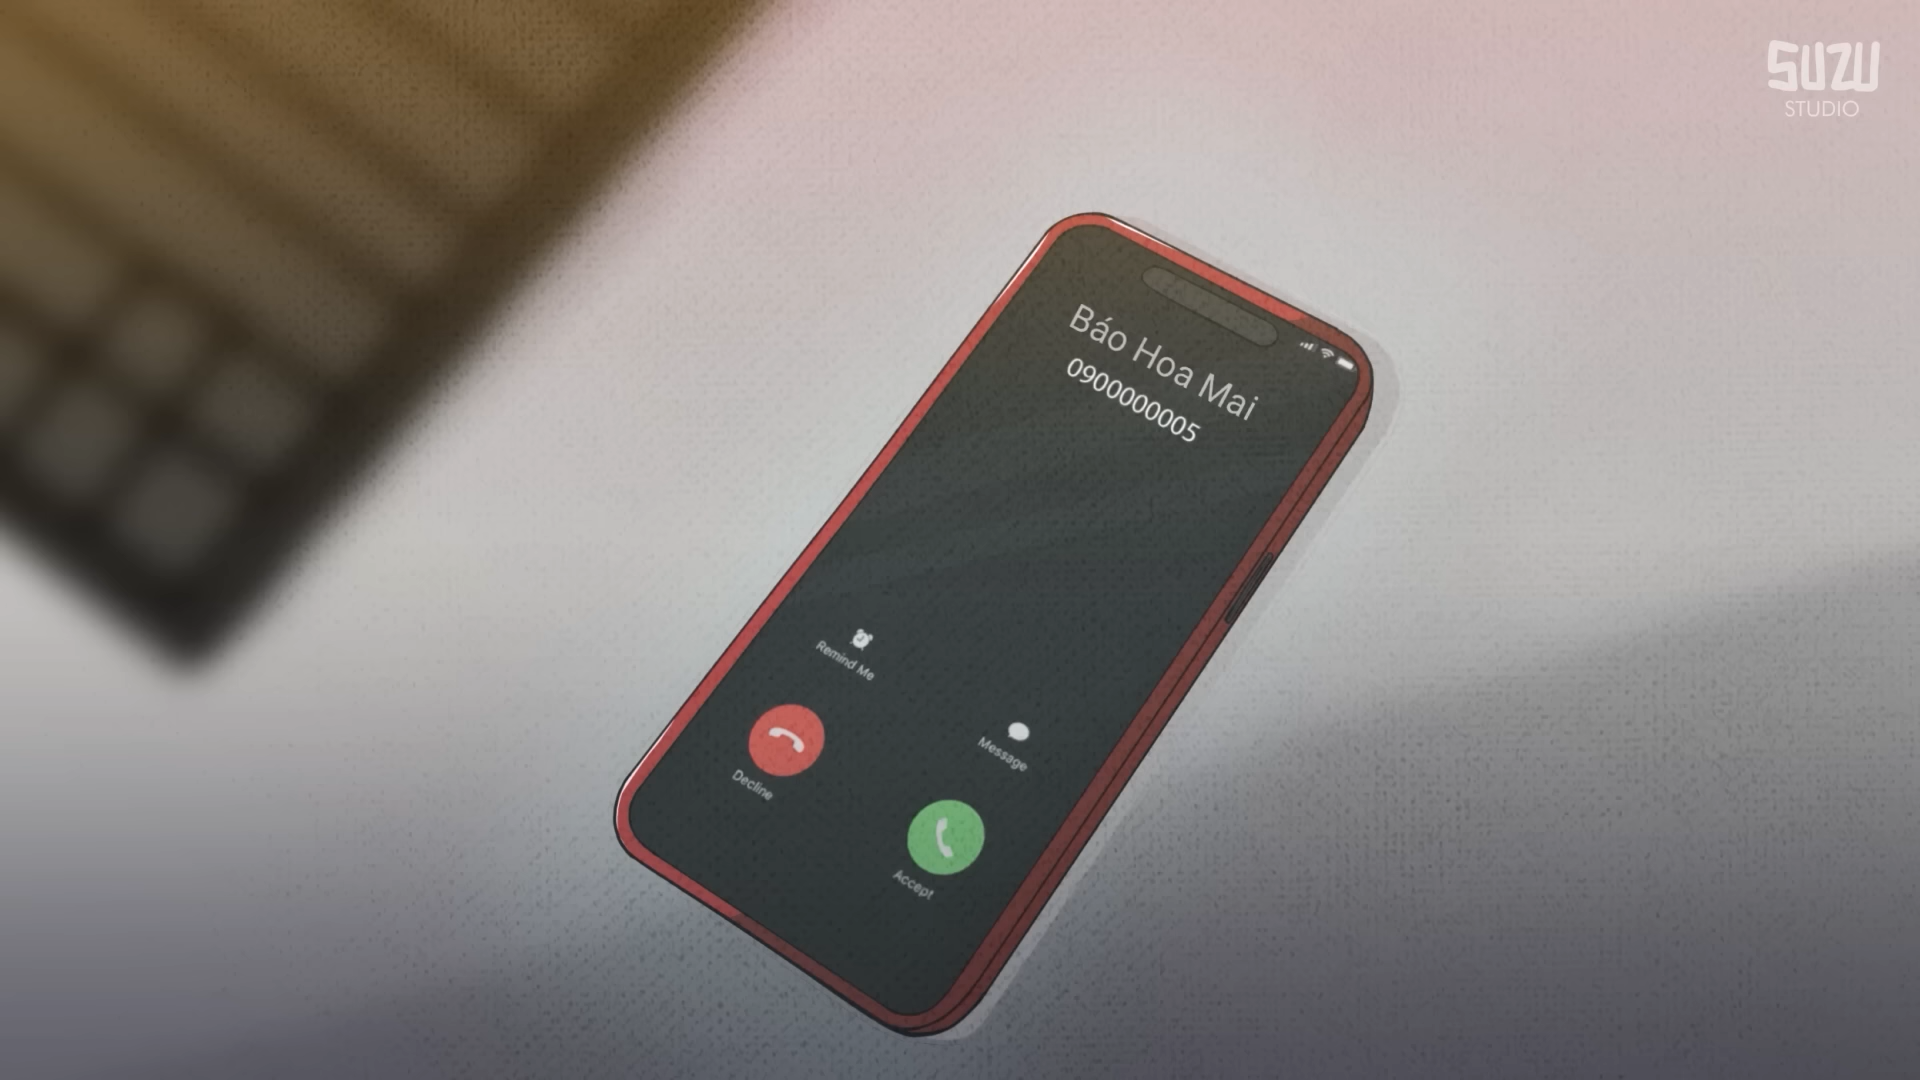 SUZU
STUDIO
Báo Hoa Mai
0900000005
Remind Me
Message
Decline
Accept